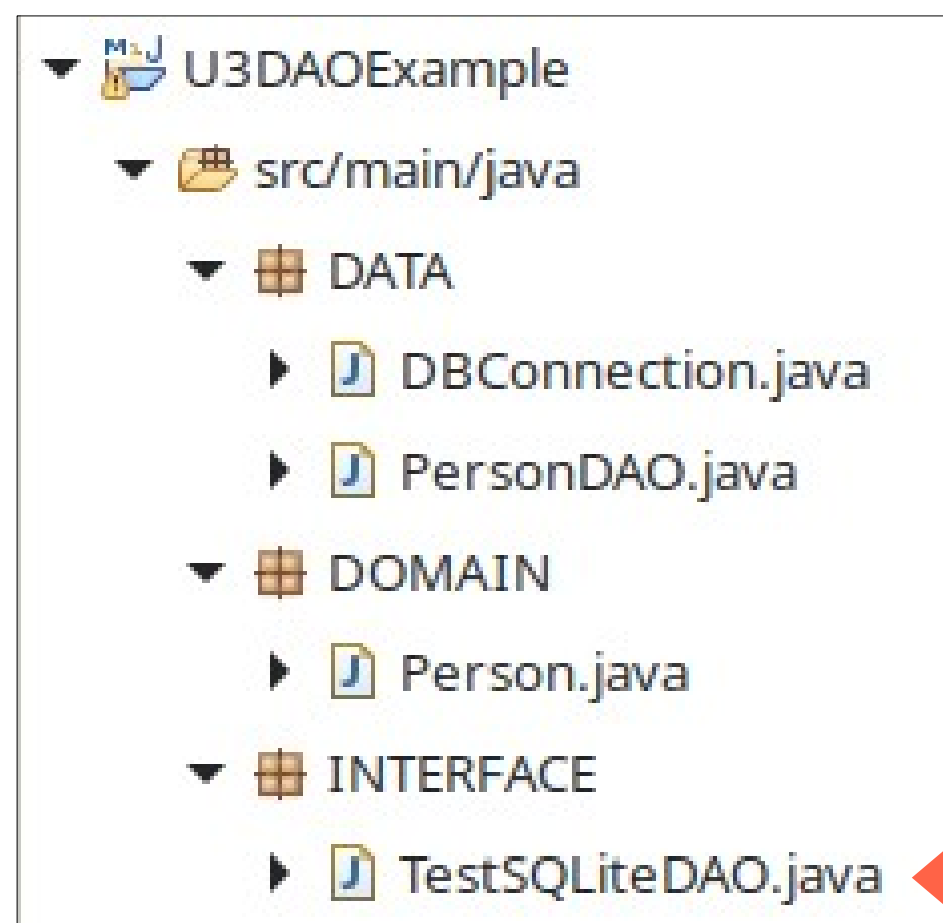 U3DAOExample
src/main/java
DATA
DBConnection.java
PersonDAO.java
DOMAIN
Person.java
INTERFACE
TestSQLiteDAO.java